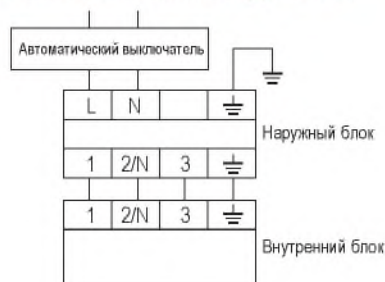 Автоматический выключатель
L N
Наружный блок
1 2/N 3
1 2/N 3
Внутренний блок